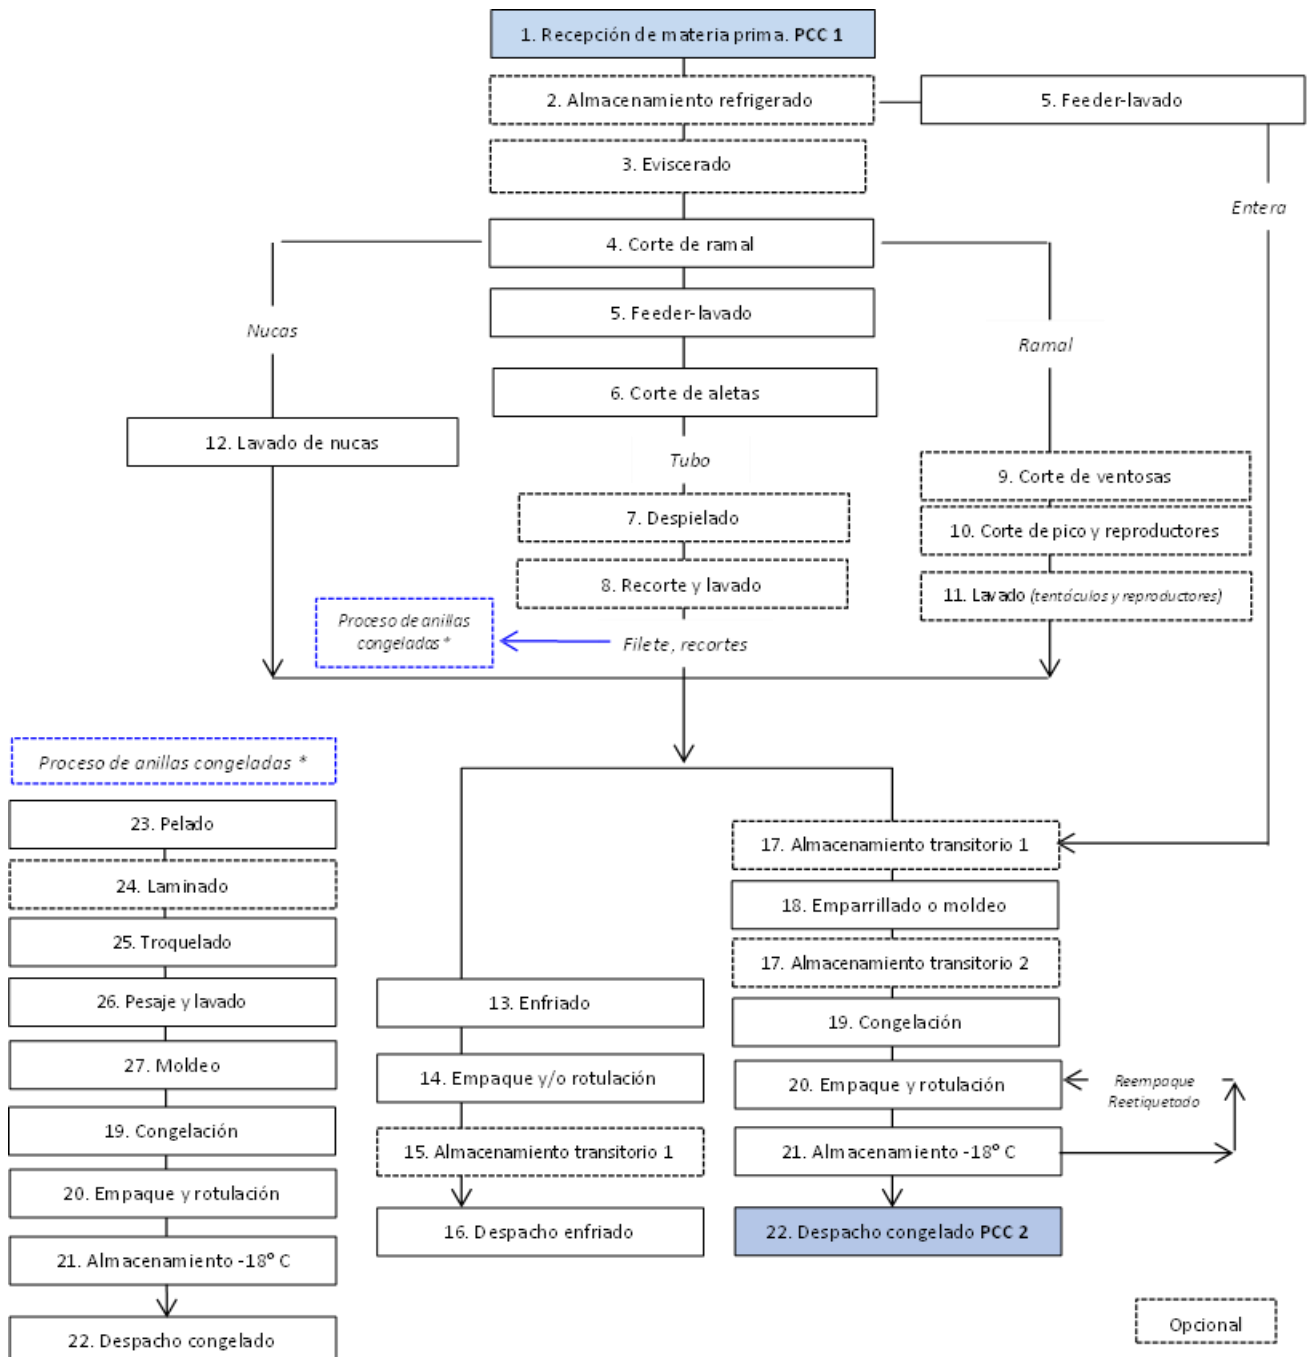 1. Recepción de materia prima. PCC 1
2. Almacenamiento refrigerado
5. Feeder-lavado
3. Eviscerado
Entera
4. Corte de ramal
5. Feeder-lavado
Nucas
Ramal
6. Corte de aletas
12. Lavado de nucas
Tubo
9. Corte de ventosas
7. Despielado
10. Corte de pico y reproductores
8. Recorte y lavado
11. Lavado (tentáculos y reproductores)
Proceso de anillas
congeladas *
Filete, recortes
Proceso de anillas congeladas *
23. Pelado
17. Almacenamiento transitorio 1
24. Laminado
18. Emparrillado o moldeo
25. Troquelado
17. Almacenamiento transitorio 2
26. Pesaje y lavado
13. Enfriado
19. Congelación
27. Moldeo
14. Empaque y/o rotulación
20. Empaque y rotulación
Reempaque
Reetiquetado
19. Congelación
15. Almacenamiento transitorio 1
21. Almacenamiento -18° C
20. Empaque y rotulación
16. Despacho enfriado
22. Despacho congelado PCC 2
21. Almacenamiento -18° C
22. Despacho congelado
Opcional